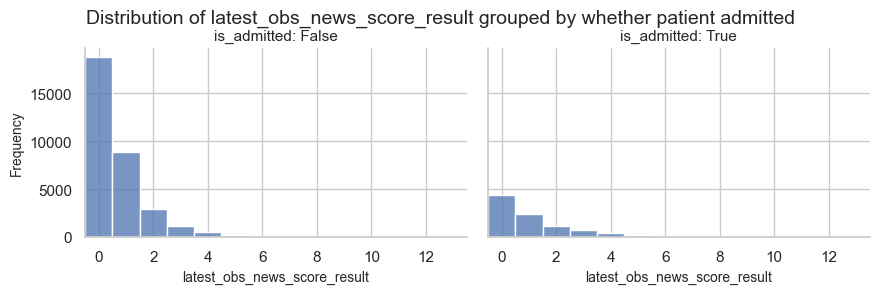 Distribution of latest_obs_news_score_result grouped by whether patient admitted
is_admitted: False
is_admitted: True
Frequency
15000
10000
5000
0
0 2 4 6 8 10 12
0 2 4 6 8 10 12
latest_obs_news_score_result
latest_obs_news_score_result